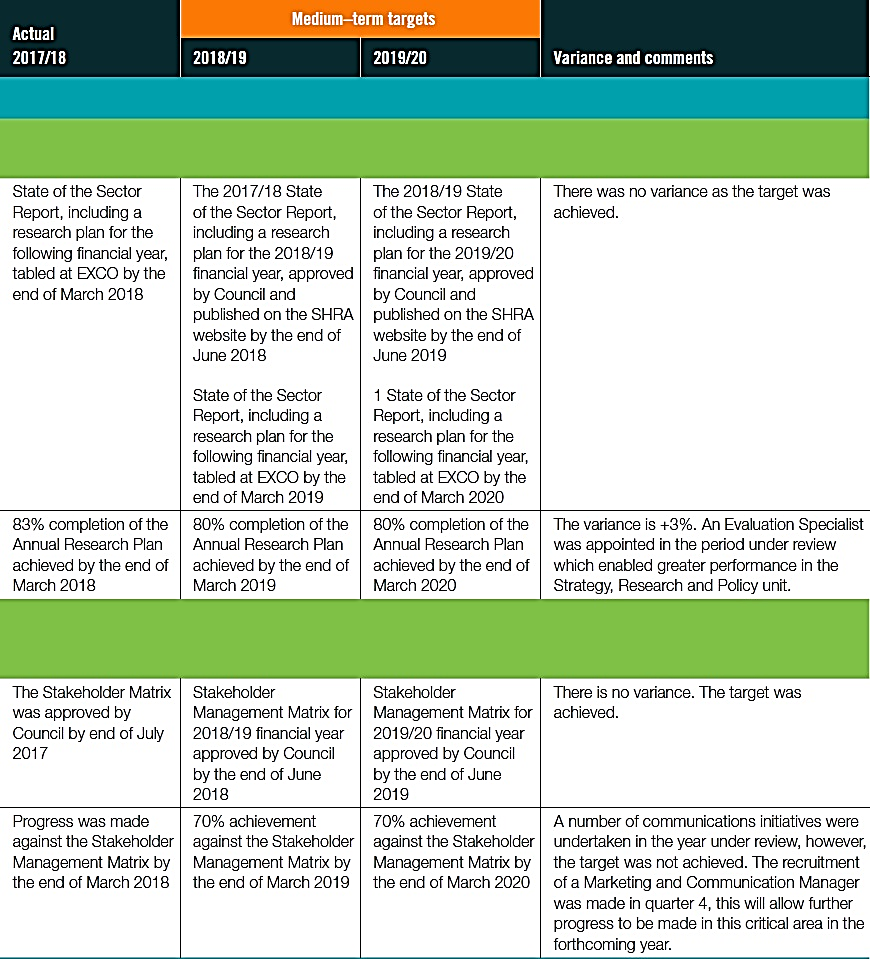 Medium–term targets
Actual
2017/18
2018/19
2019/20
Variance and comments
State of the Sector
Report, including a
research plan for the
following financial year,
tabled at EXCO by the
end of March 2018
The 2017/18 State
of the Sector Report,
including a research
plan for the 2018/19
financial year, approved
by Council and
published on the SHRA
website by the end of
June 2018
State of the Sector
Report, including a
research plan for the
following financial year,
tabled at EXCO by the
end of March 2019
The 2018/19 State
of the Sector Report,
including a research
plan for the 2019/20
financial year, approved
by Council and
published on the SHRA
website by the end of
June 2019
1 State of the Sector
Report, including a
research plan for the
following financial year,
tabled at EXCO by the
end of March 2020
There was no variance as the target was
achieved.
83% completion of the
Annual Research Plan
achieved by the end of
March 2018
80% completion of the
Annual Research Plan
achieved by the end of
March 2019
80% completion of the
Annual Research Plan
achieved by the end of
March 2020
The variance is +3%. An Evaluation Specialist
was appointed in the period under review
which enabled greater performance in the
Strategy, Research and Policy unit.
The Stakeholder Matrix
was approved by
Council by end of July
2017
Stakeholder
Management Matrix for
2018/19 financial year
approved by Council
by the end of June
2018
Stakeholder
Management Matrix for
2019/20 financial year
approved by Council
by the end of June
2019
There is no variance. The target was
achieved.
Progress was made
against the Stakeholder
Management Matrix by
the end of March 2018
70% achievement
against the Stakeholder
Management Matrix by
the end of March 2019
70% achievement
against the Stakeholder
Management Matrix by
the end of March 2020
A number of communications initiatives were
undertaken in the year under review, however,
the target was not achieved. The recruitment
of a Marketing and Communication Manager
was made in quarter 4, this will allow further
progress to be made in this critical area in the
forthcoming year.